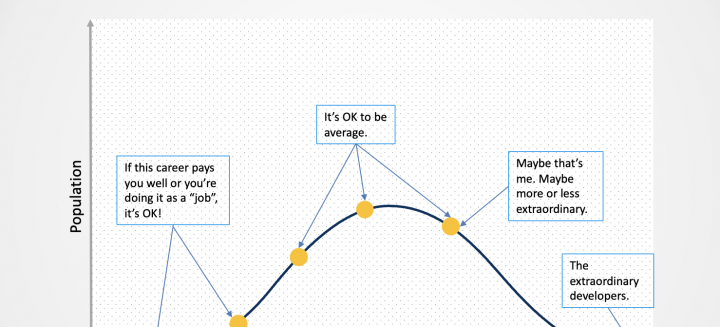 It's OK to be
average.
If this career pays
you well or you're
doing it as a “job”,
it's OK!
Maybe that's
me. Maybe
more or less
extraordinary.
The
extraordinary
developers.
Population